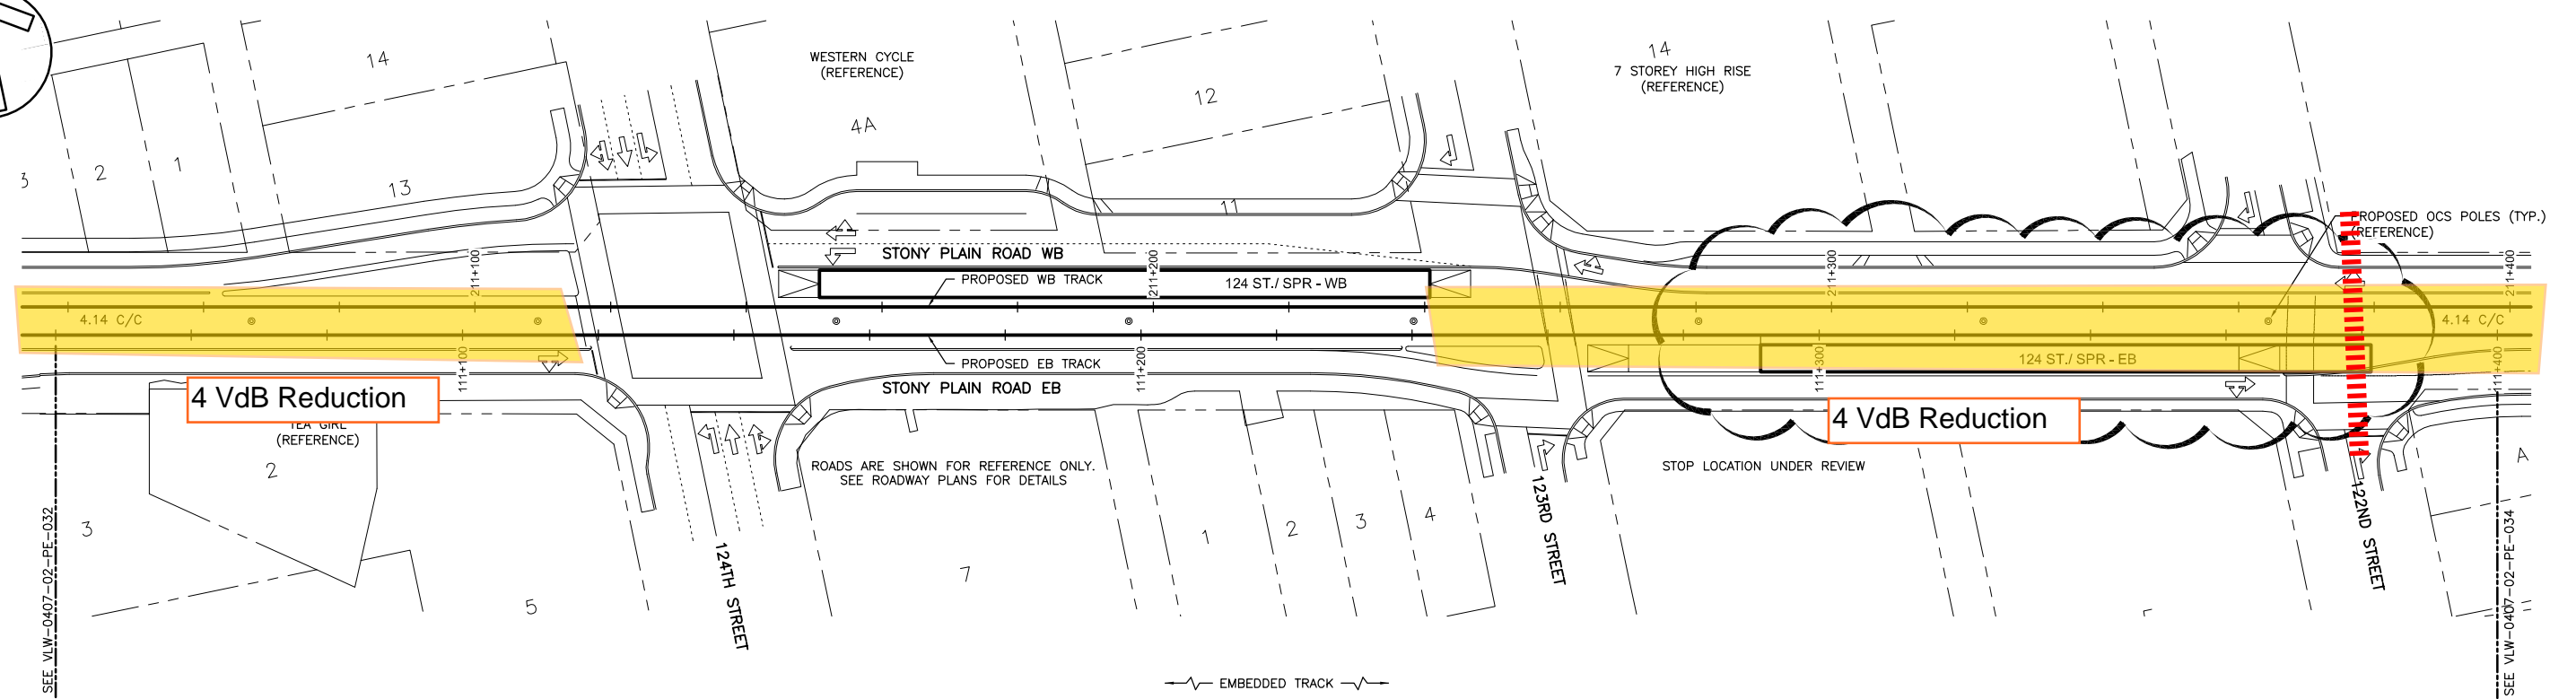 14
WESTERN CYCLE
(REFERENCE)
14
7 STOREY HIGH RISE
(REFERENCE)
12
4A
3
2
1
13
11
PROPOSED OCS POLES (TYP.)
(REFERENCE)
STONY PLAIN ROAD WB
211+100
211+200
211+300
211+400
PROPOSED WB TRACK
124 ST./ SPR - WB
4.14 C/C
4.14 C/C
111+100
111+200
111+300
111+400
PROPOSED EB TRACK
124 ST./ SPR - EB
STONY PLAIN ROAD EB
4 VdB Reduction
4 VdB Reduction
TEA GIRL
(REFERENCE)
2
ROADS ARE SHOWN FOR REFERENCE ONLY.
SEE ROADWAY PLANS FOR DETAILS
STOP LOCATION UNDER REVIEW
A
3
5
7
1
2
3
4
124TH STREET
123RD STREET
122ND STREET
SEE VLW-0407-02-PE-032
SEE VLW-0407-02-PE-034
EMBEDDED TRACK